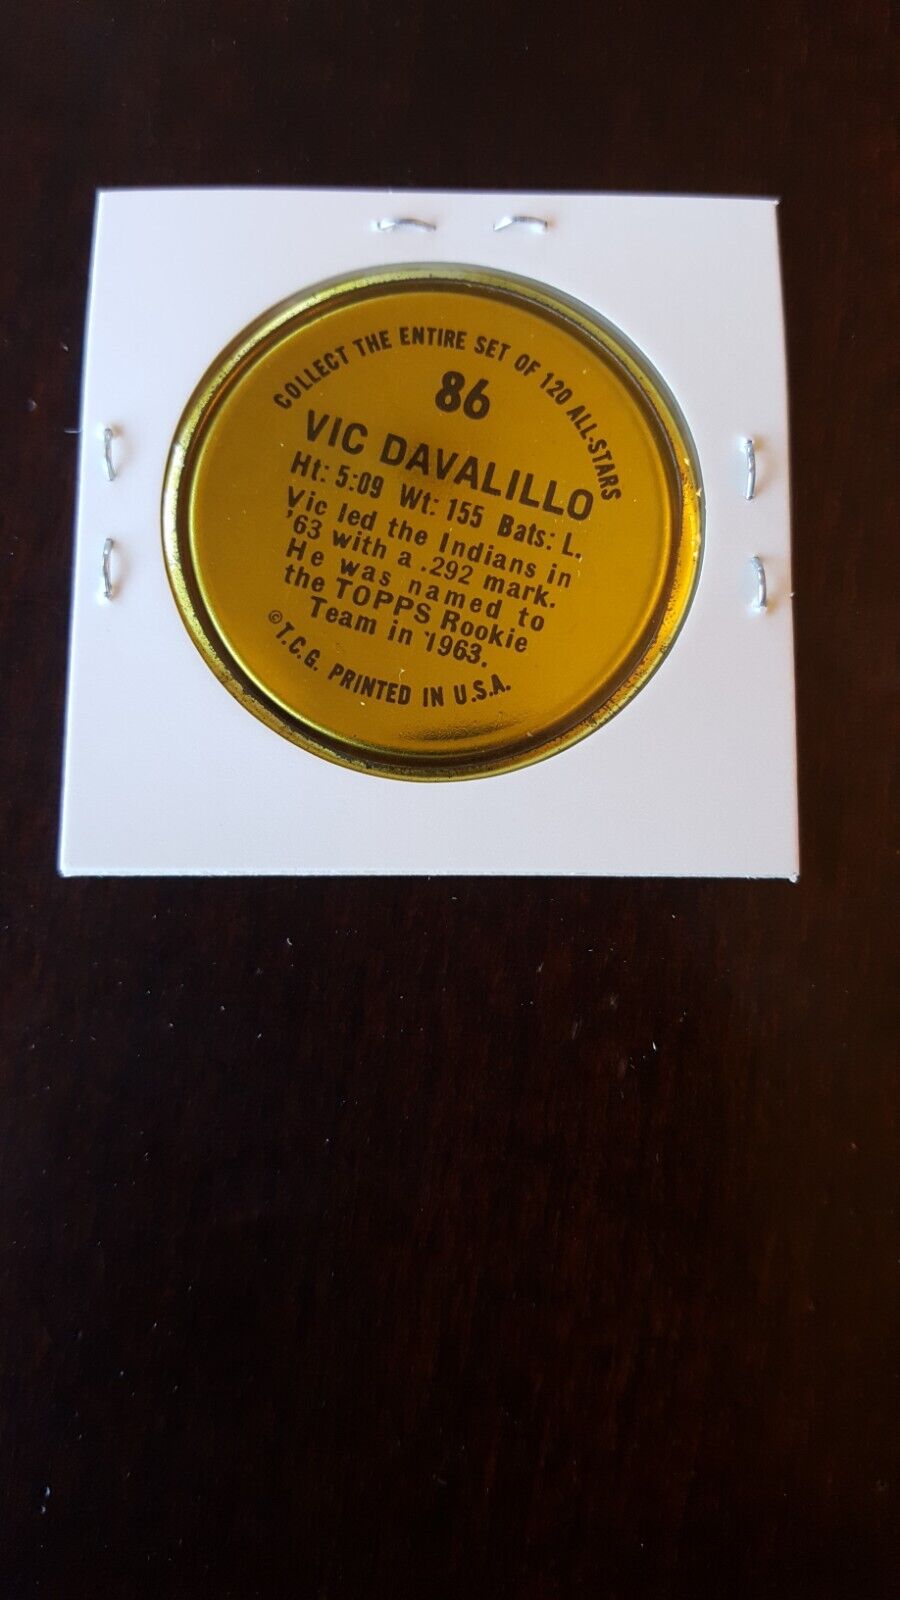 COLLECT THE ENTIRE SET OF 120 ALL-STARS
86
VIC DAVALILLO
Ht: 5:09 Wt: 155 Bats: L.
Vic led the Indians in
'63 with a .292 mark.
He was named to
the TOPPS Rookie
Team in 1963.
©T.C.G. PRINTED IN U.S.A.